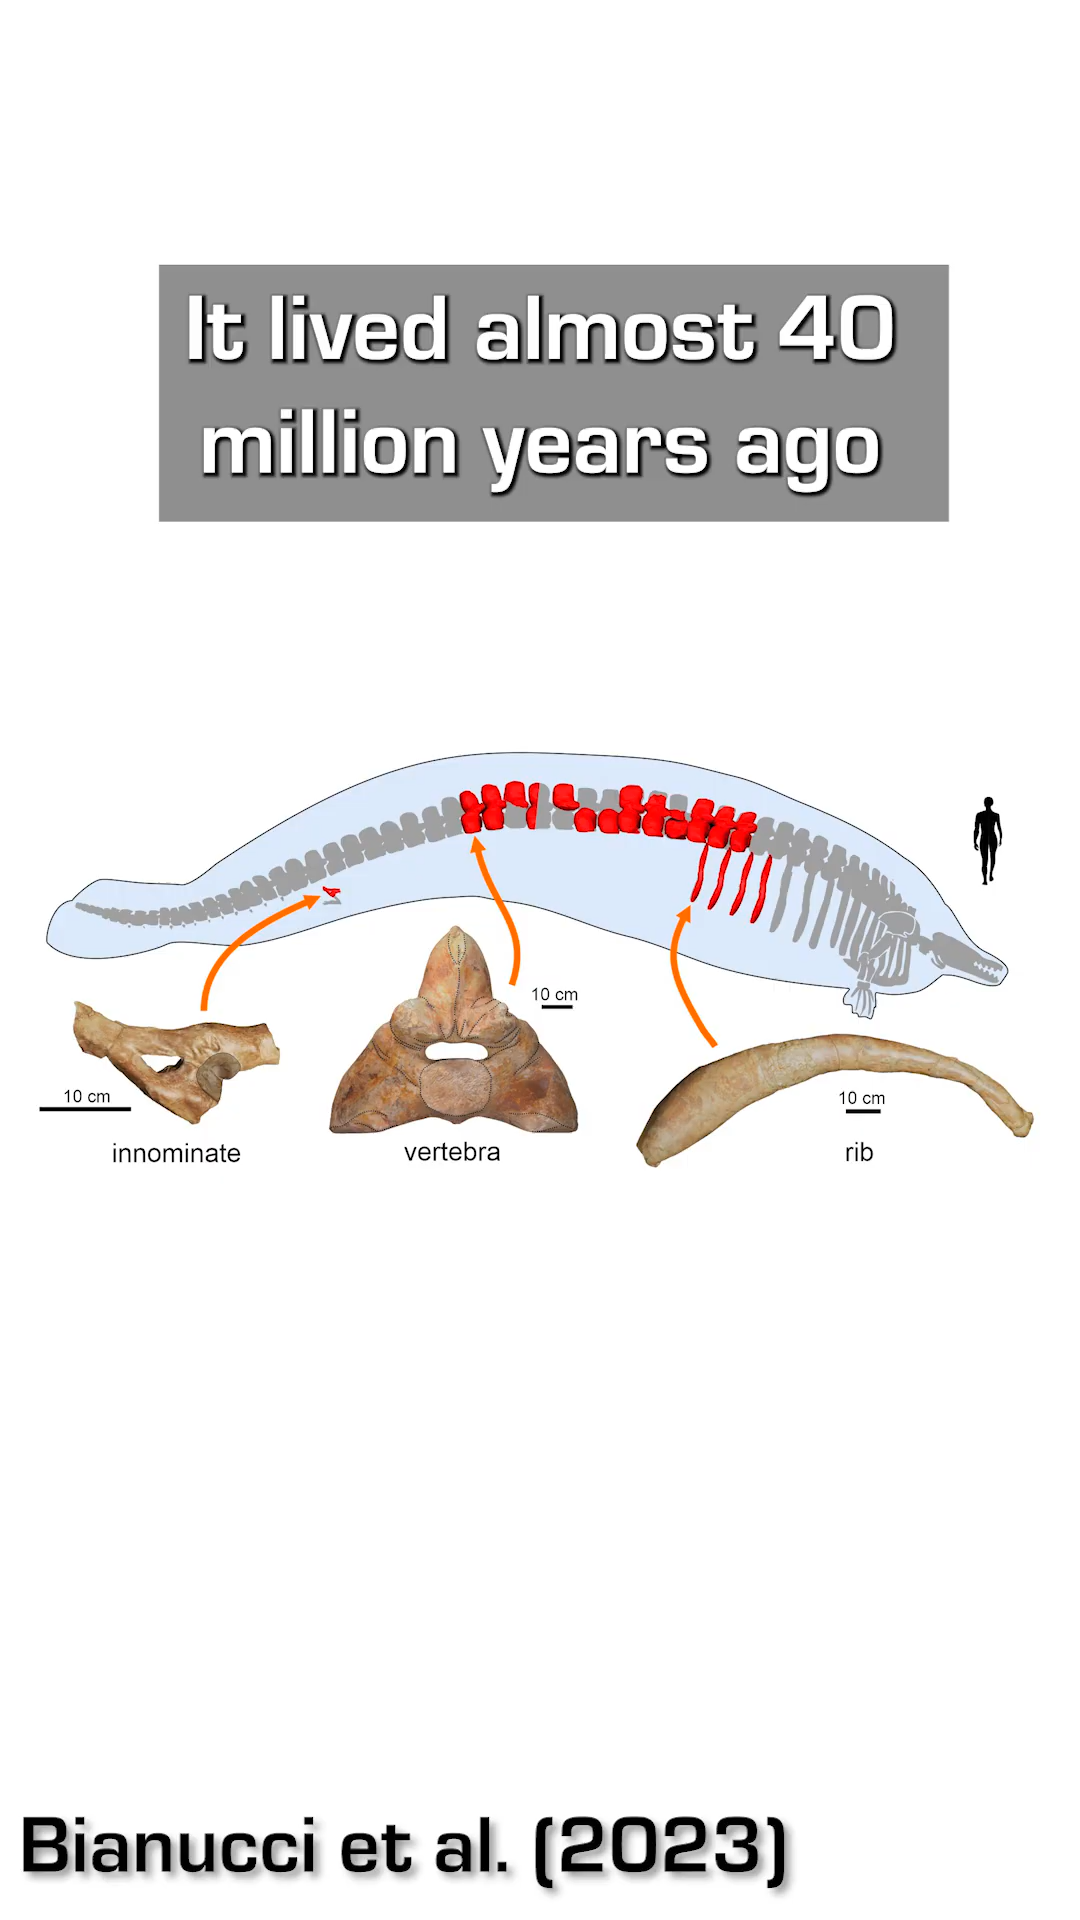 It lived almost 40
million years ago
10 cm
10 cm
10 cm
innominate
vertebra
rib
Bianucci et al. (2023)